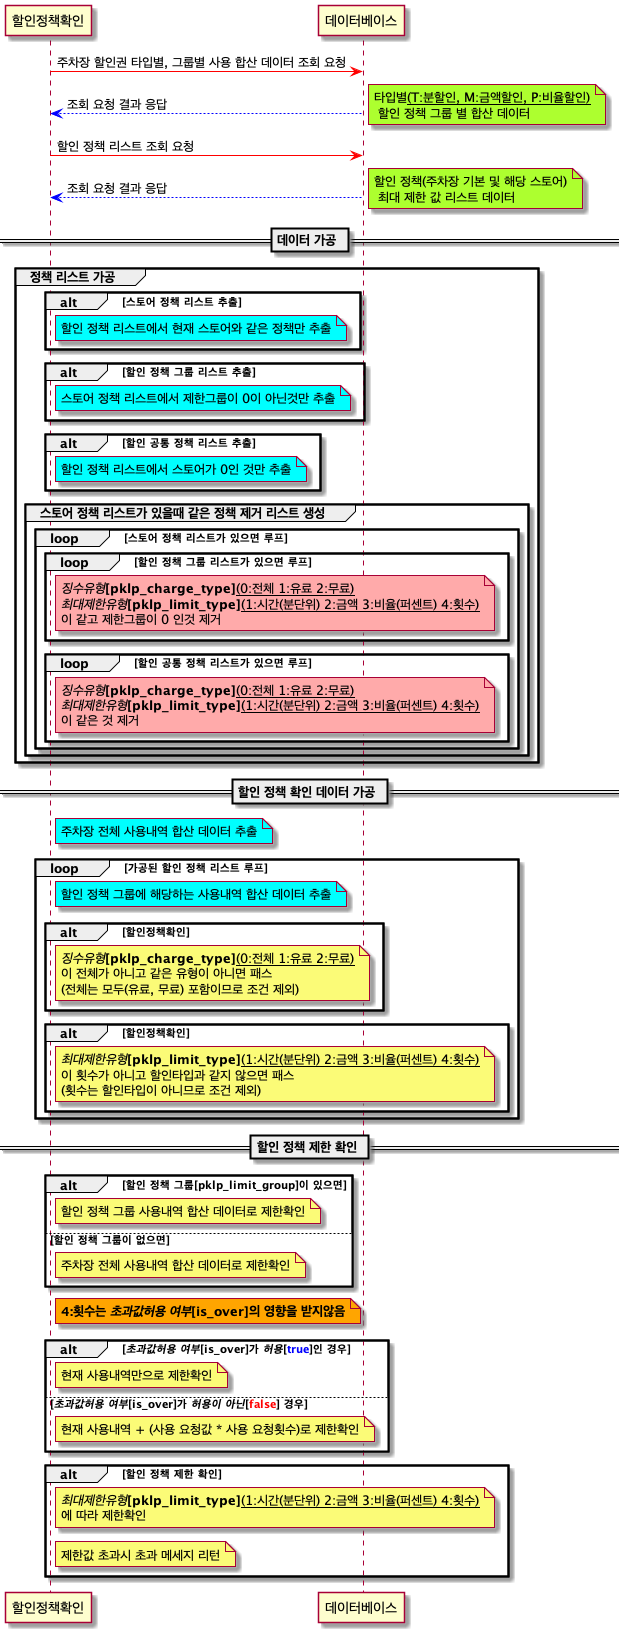 할인정책확인
데이터베이스
주차장 할인권 타입별, 그룹별 사용 합산 데이터 조회 요청
조회 요청 결과 응답
타입별(T:분할인, M:금액할인, P:비율할인)
할인 정책 그룹 별 합산 데이터
할인 정책 리스트 조회 요청
조회 요청 결과 응답
할인 정책(주차장 기본 및 해당 스토어)
최대 제한 값 리스트 데이터
데이터 가공
정책 리스트 가공
alt [스토어 정책 리스트 추출]
할인 정책 리스트에서 현재 스토어와 같은 정책만 추출
alt [할인 정책 그룹 리스트 추출]
스토어 정책 리스트에서 제한그룹이 0이 아닌것만 추출
alt [할인 공통 정책 리스트 추출]
할인 정책 리스트에서 스토어가 0인 것만 추출
스토어 정책 리스트가 있을때 같은 정책 제거 리스트 생성
loop [스토어 정책 리스트가 있으면 루프]
loop [할인 정책 그룹 리스트가 있으면 루프]
징수유형[pklp_charge_type](0:전체 1:유료 2:무료)
최대제한유형[pklp_limit_type](1:시간(분단위) 2:금액 3:비율(퍼센트) 4:횟수)
이 같고 제한그룹이 0 인것 제거
loop [할인 공통 정책 리스트가 있으면 루프]
징수유형[pklp_charge_type](0:전체 1:유료 2:무료)
최대제한유형[pklp_limit_type](1:시간(분단위) 2:금액 3:비율(퍼센트) 4:횟수)
이 같은 것 제거
할인 정책 확인 데이터 가공
주차장 전체 사용내역 합산 데이터 추출
loop [가공된 할인 정책 리스트 루프]
할인 정책 그룹에 해당하는 사용내역 합산 데이터 추출
alt [할인정책확인]
징수유형[pklp_charge_type](0:전체 1:유료 2:무료)
이 전체가 아니고 같은 유형이 아니면 패스
(전체는 모두(유료, 무료) 포함이므로 조건 제외)
alt [할인정책확인]
최대제한유형[pklp_limit_type](1:시간(분단위) 2:금액 3:비율(퍼센트) 4:횟수)
이 횟수가 아니고 할인타입과 같지 않으면 패스
(횟수는 할인타입이 아니므로 조건 제외)
할인 정책 제한 확인
alt [할인 정책 그룹[pklp_limit_group]이 있으면]
할인 정책 그룹 사용내역 합산 데이터로 제한확인
[할인 정책 그룹이 없으면]
주차장 전체 사용내역 합산 데이터로 제한확인
4:횟수는 초과값허용 여부[is_over]의 영향을 받지않음
alt [초과값허용 여부[is_over]가 허용[true]인 경우]
현재 사용내역만으로 제한확인
[초과값허용 여부[is_over]가 허용이 아닌[false] 경우]
현재 사용내역 + (사용 요청값 * 사용 요청횟수)로 제한확인
alt [할인 정책 제한 확인]
최대제한유형[pklp_limit_type](1:시간(분단위) 2:금액 3:비율(퍼센트) 4:횟수)
에 따라 제한확인
제한값 초과시 초과 메세지 리턴
할인정책확인
데이터베이스